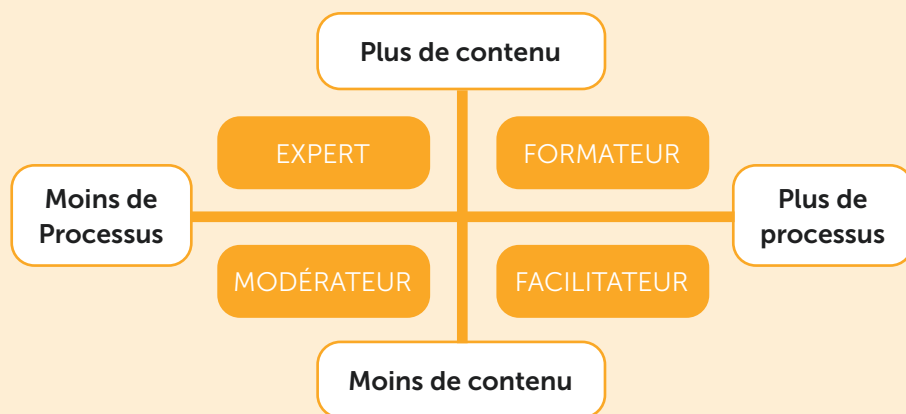 Plus de contenu
EXPERT
FORMATEUR
Moins de
Processus
Plus de
processus
MODÉRATEUR
FACILITATEUR
Moins de contenu